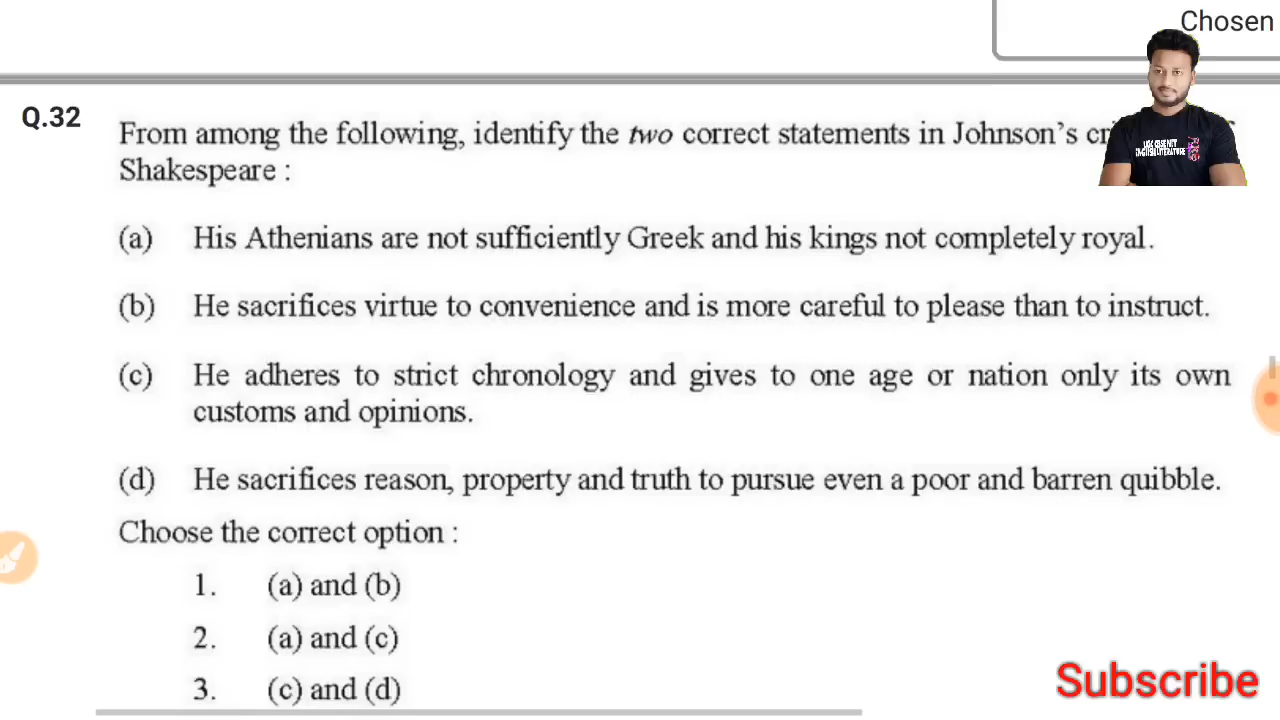 Chosen
Q.32
From among the following, identify the two correct statements in Johnson's
Shakespeare :
(a) His Athenians are not sufficiently Greek and his kings not completely royal.
(b) He sacrifices virtue to convenience and is more careful to please than to instruct.
(c) He adheres to strict chronology and gives to one age or nation only its own
customs and opinions.
(d) He sacrifices reason, property and truth to pursue even a poor and barren quibble.
Choose the correct option :
1. (a) and (b)
2. (a) and (c)
3. (c) and (d)
Subscribe